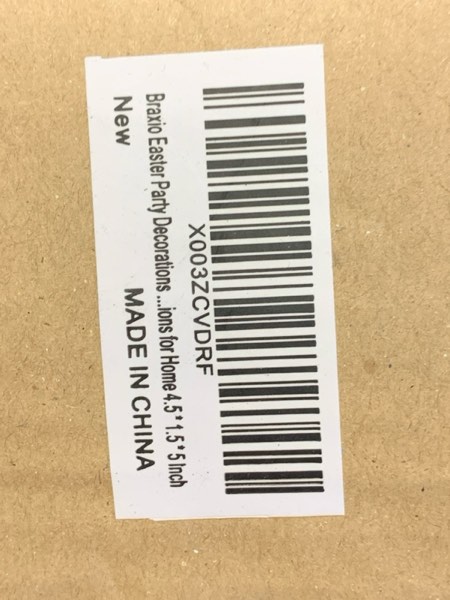 X003ZCVDRF
Braxio Easter Party Decorations ...ions for Home 4.5*1.5*5 Inch
New
MADE IN CHINA